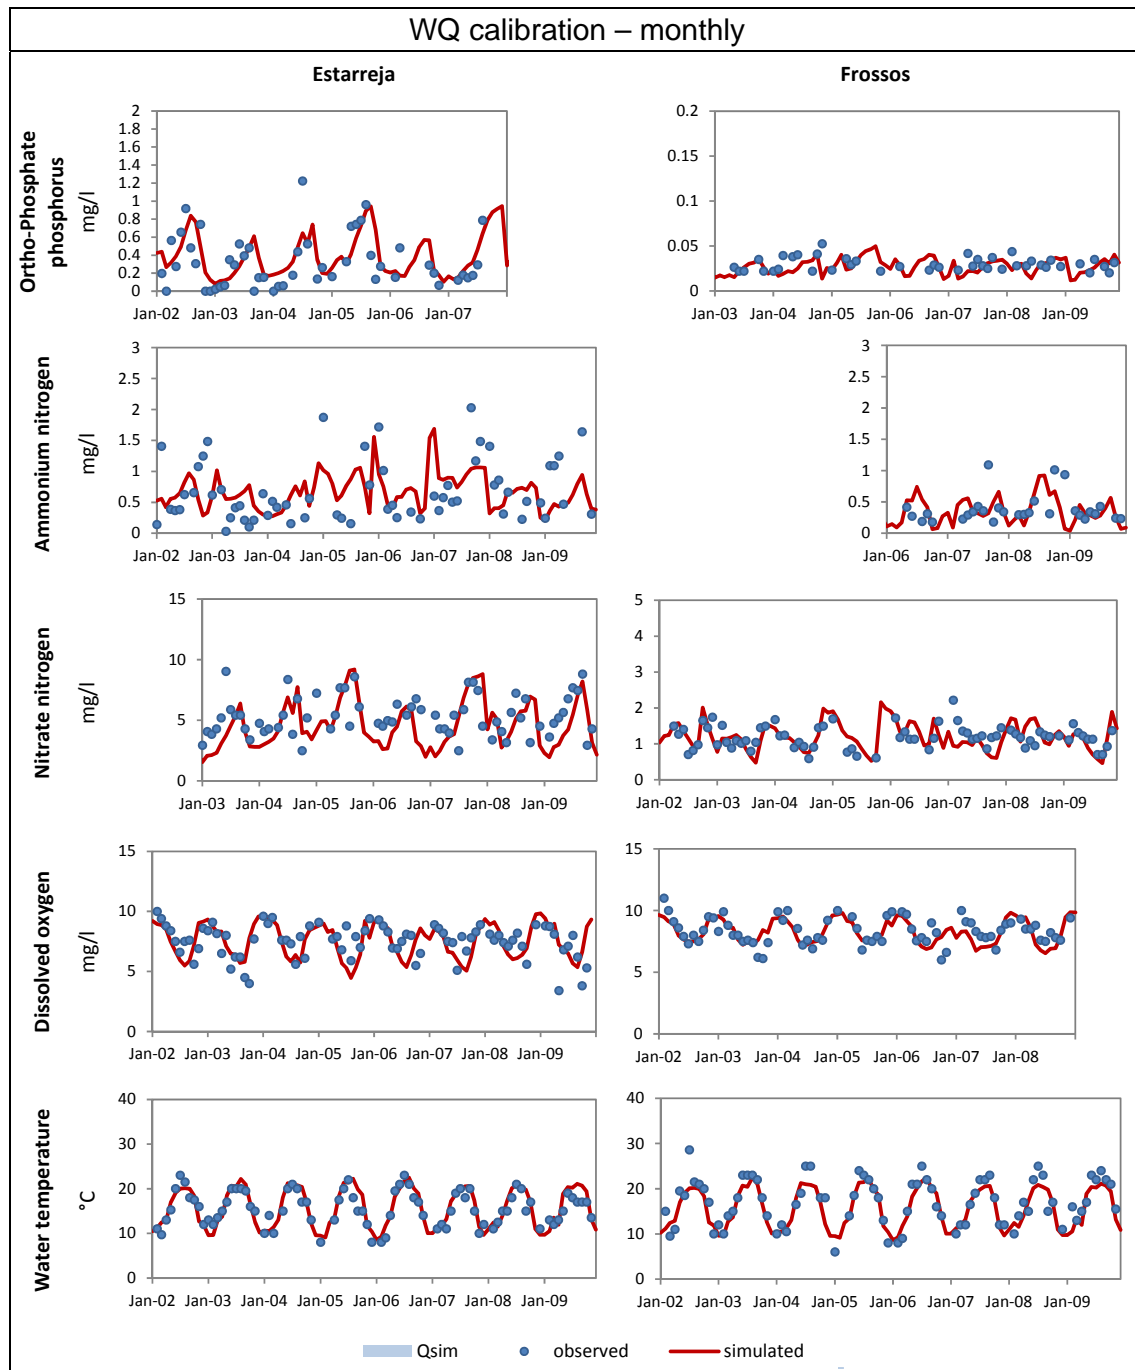 WQ calibration – monthly
Estarreja
Frossos
Ortho-Phosphate
phosphorus
mg/l
2
1.8
1.6
1.4
1.2
1
0.8
0.6
0.4
0.2
0
Jan-02 Jan-03 Jan-04 Jan-05 Jan-06 Jan-07
0.2
0.15
0.1
0.05
0
Jan-03 Jan-04 Jan-05 Jan-06 Jan-07 Jan-08 Jan-09
Ammonium nitrogen
mg/l
3
2.5
2
1.5
1
0.5
0
Jan-02 Jan-03 Jan-04 Jan-05 Jan-06 Jan-07 Jan-08 Jan-09
3
2.5
2
1.5
1
0.5
0
Jan-06 Jan-07 Jan-08 Jan-09
Nitrate nitrogen
mg/l
15
10
5
0
Jan-03 Jan-04 Jan-05 Jan-06 Jan-07 Jan-08 Jan-09
5
4
3
2
1
0
Jan-02 Jan-03 Jan-04 Jan-05 Jan-06 Jan-07 Jan-08 Jan-09
Dissolved oxygen
mg/l
15
10
5
0
Jan-02 Jan-03 Jan-04 Jan-05 Jan-06 Jan-07 Jan-08 Jan-09
15
10
5
0
Jan-02 Jan-03 Jan-04 Jan-05 Jan-06 Jan-07 Jan-08
Water temperature
°C
40
30
20
10
0
Jan-02 Jan-03 Jan-04 Jan-05 Jan-06 Jan-07 Jan-08 Jan-09
40
30
20
10
0
Jan-02 Jan-03 Jan-04 Jan-05 Jan-06 Jan-07 Jan-08 Jan-09
Qsim observed simulated